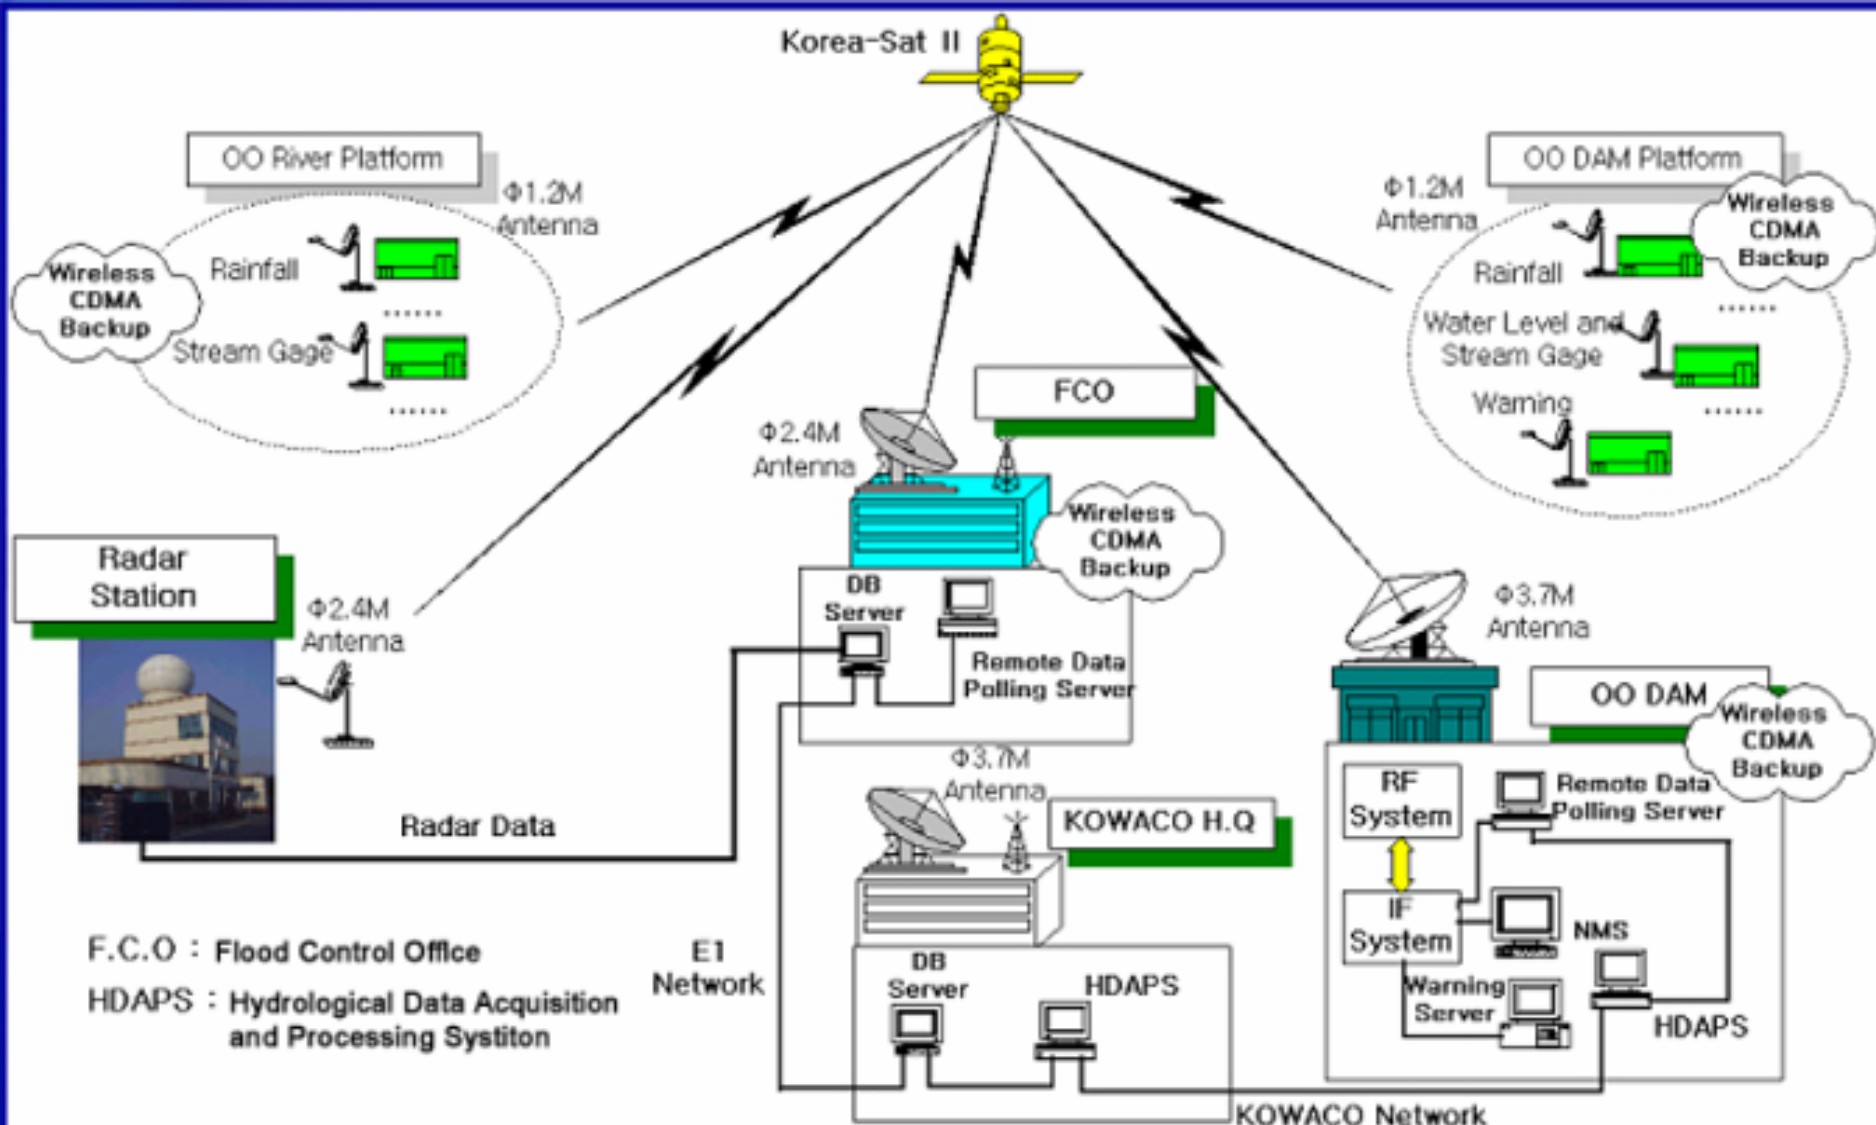 Korea-Sat II
OO River Platform
Φ1.2M
Antenna
Wireless
CDMA
Backup
Rainfall
......
Stream Gage
......
OO DAM Platform
Φ1.2M
Antenna
Wireless
CDMA
Backup
Rainfall
......
Water Level and
Stream Gage
......
Warning
FCO
Φ2.4M
Antenna
Wireless
CDMA
Backup
DB
Server
Remote Data
Polling Server
Radar
Station
Φ2.4M
Antenna
Radar Data
Φ3.7M
Antenna
OO DAM
Wireless
CDMA
Backup
RF
System
Remote Data
Polling Server
IF
System
NMS
Warning
Server
HDAPS
Φ3.7M
Antenna
KOWACO H.Q
E1
Network
DB
Server
HDAPS
KOWACO Network
F.C.O : Flood Control Office
HDAPS : Hydrological Data Acquisition
and Processing Systiton